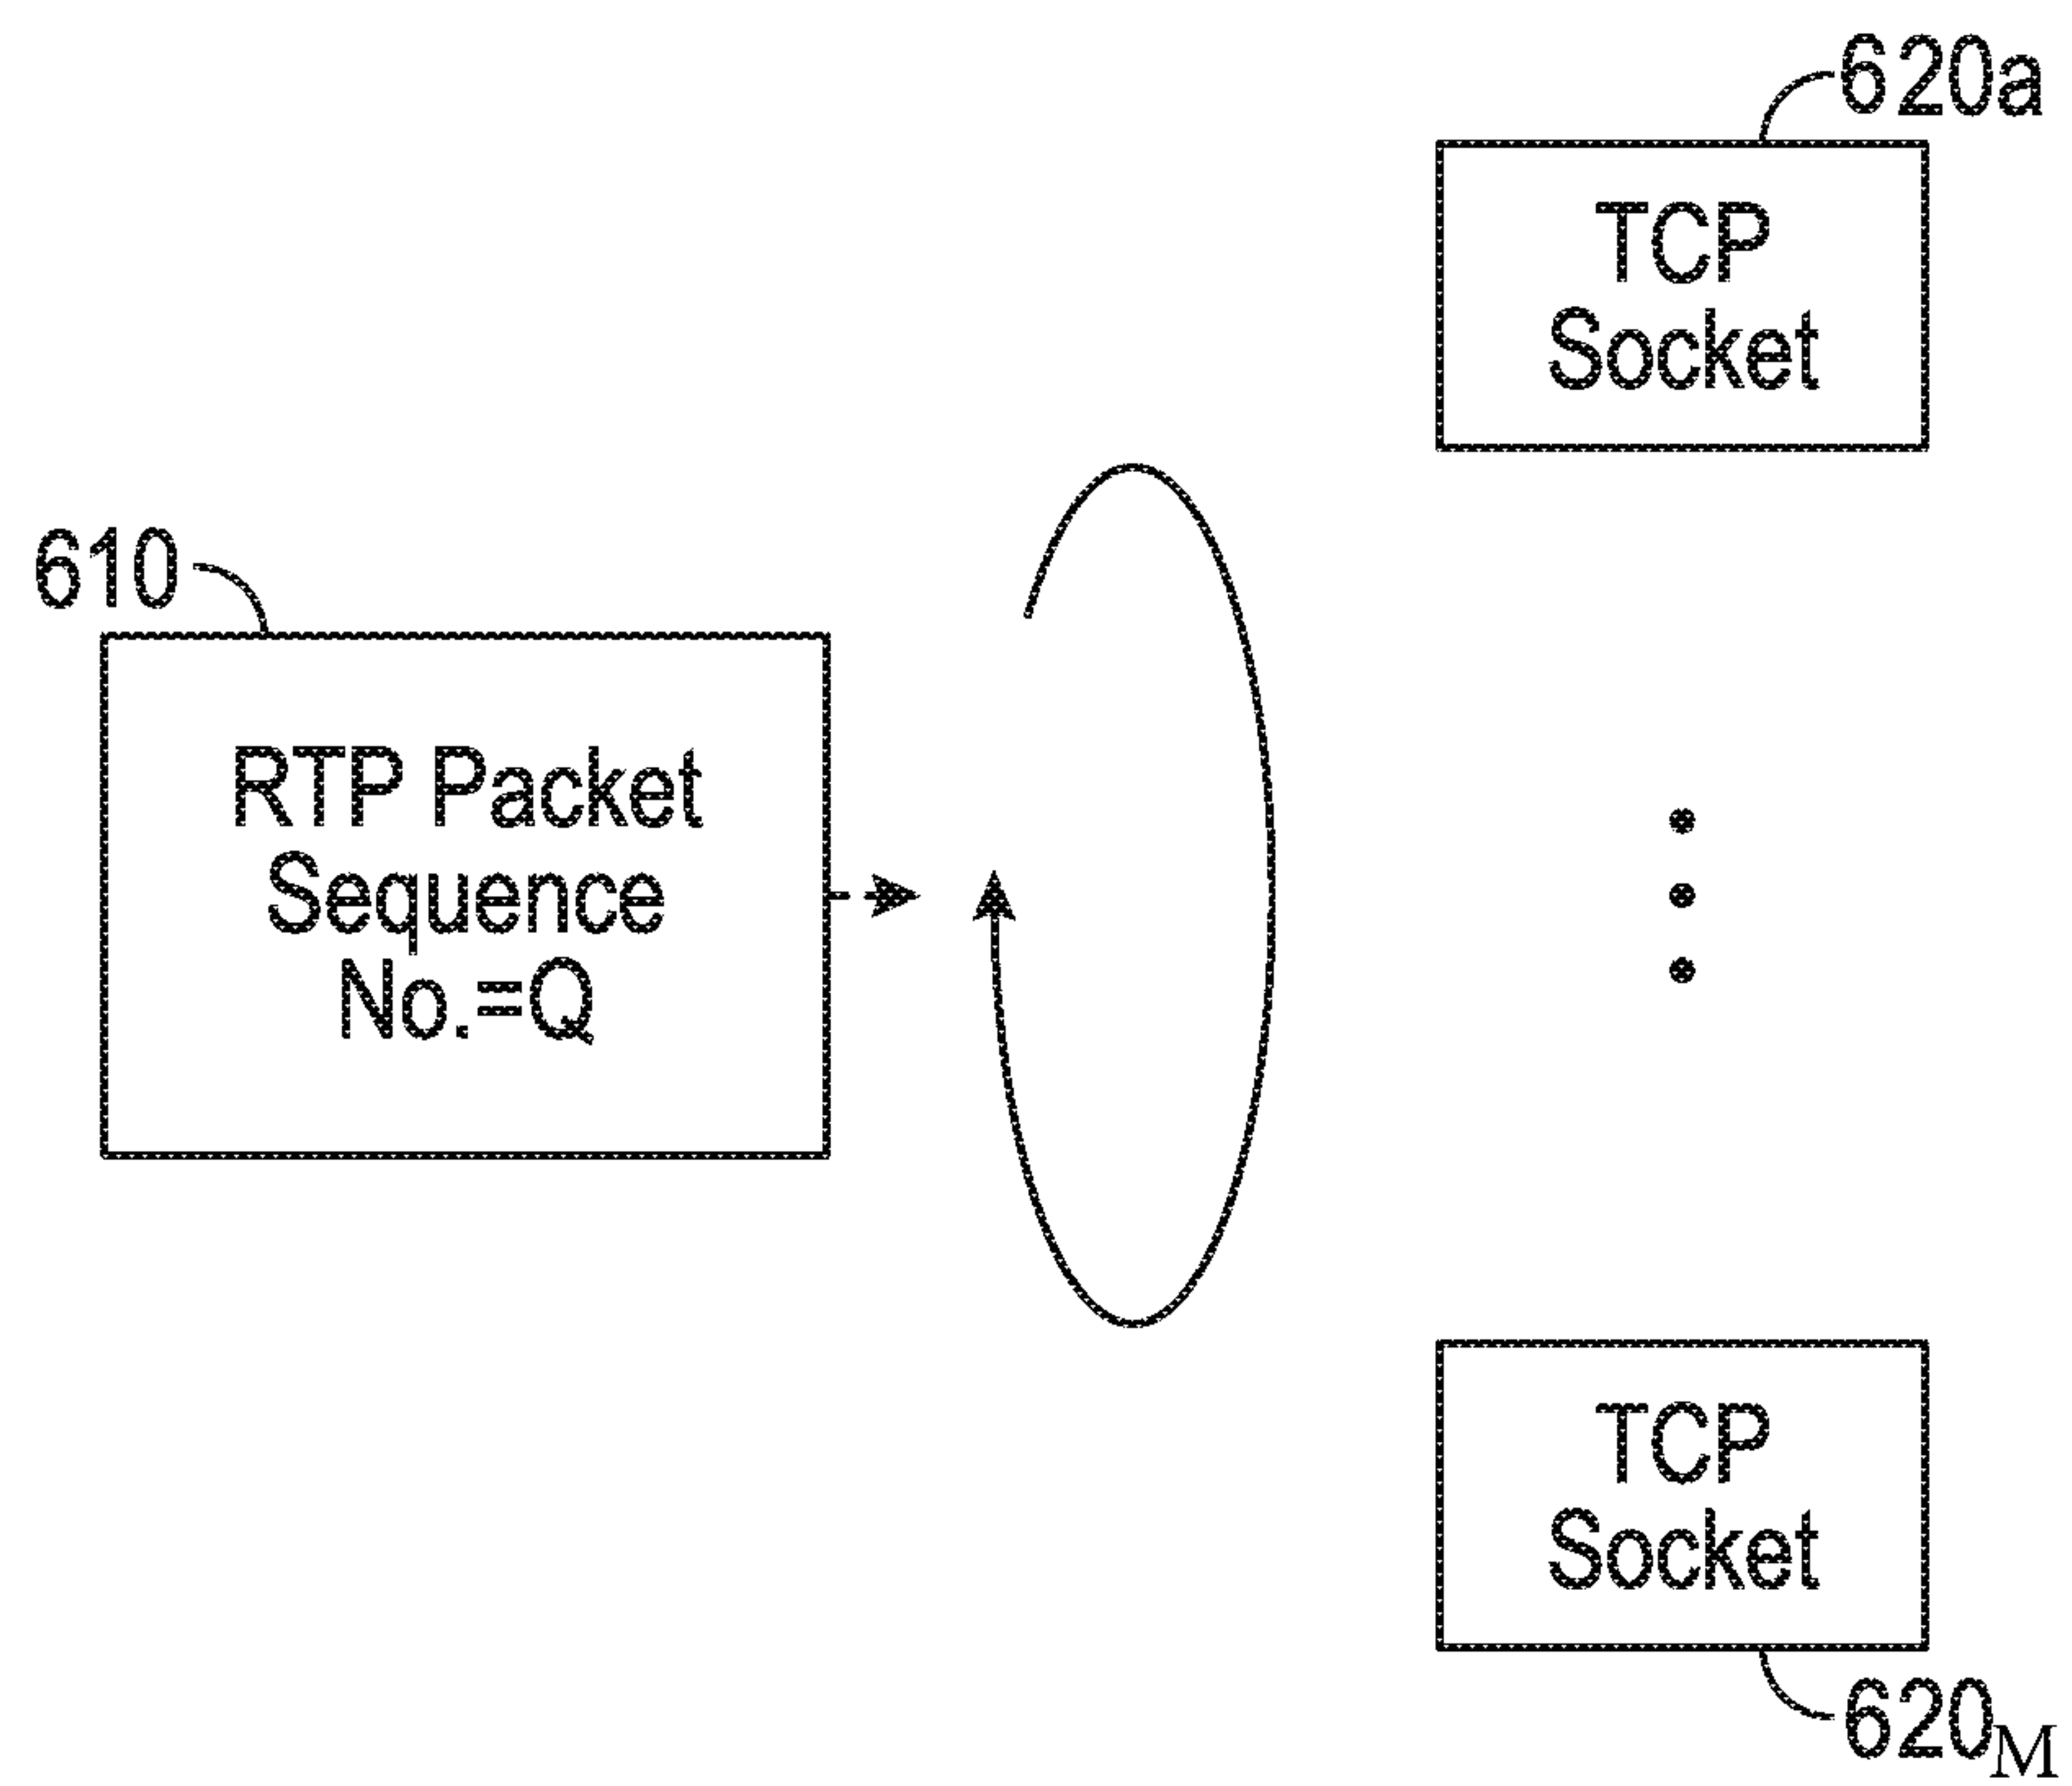 620a
TCP
Socket
610
RTP Packet
Sequence
No.=Q
TCP
Socket
620M